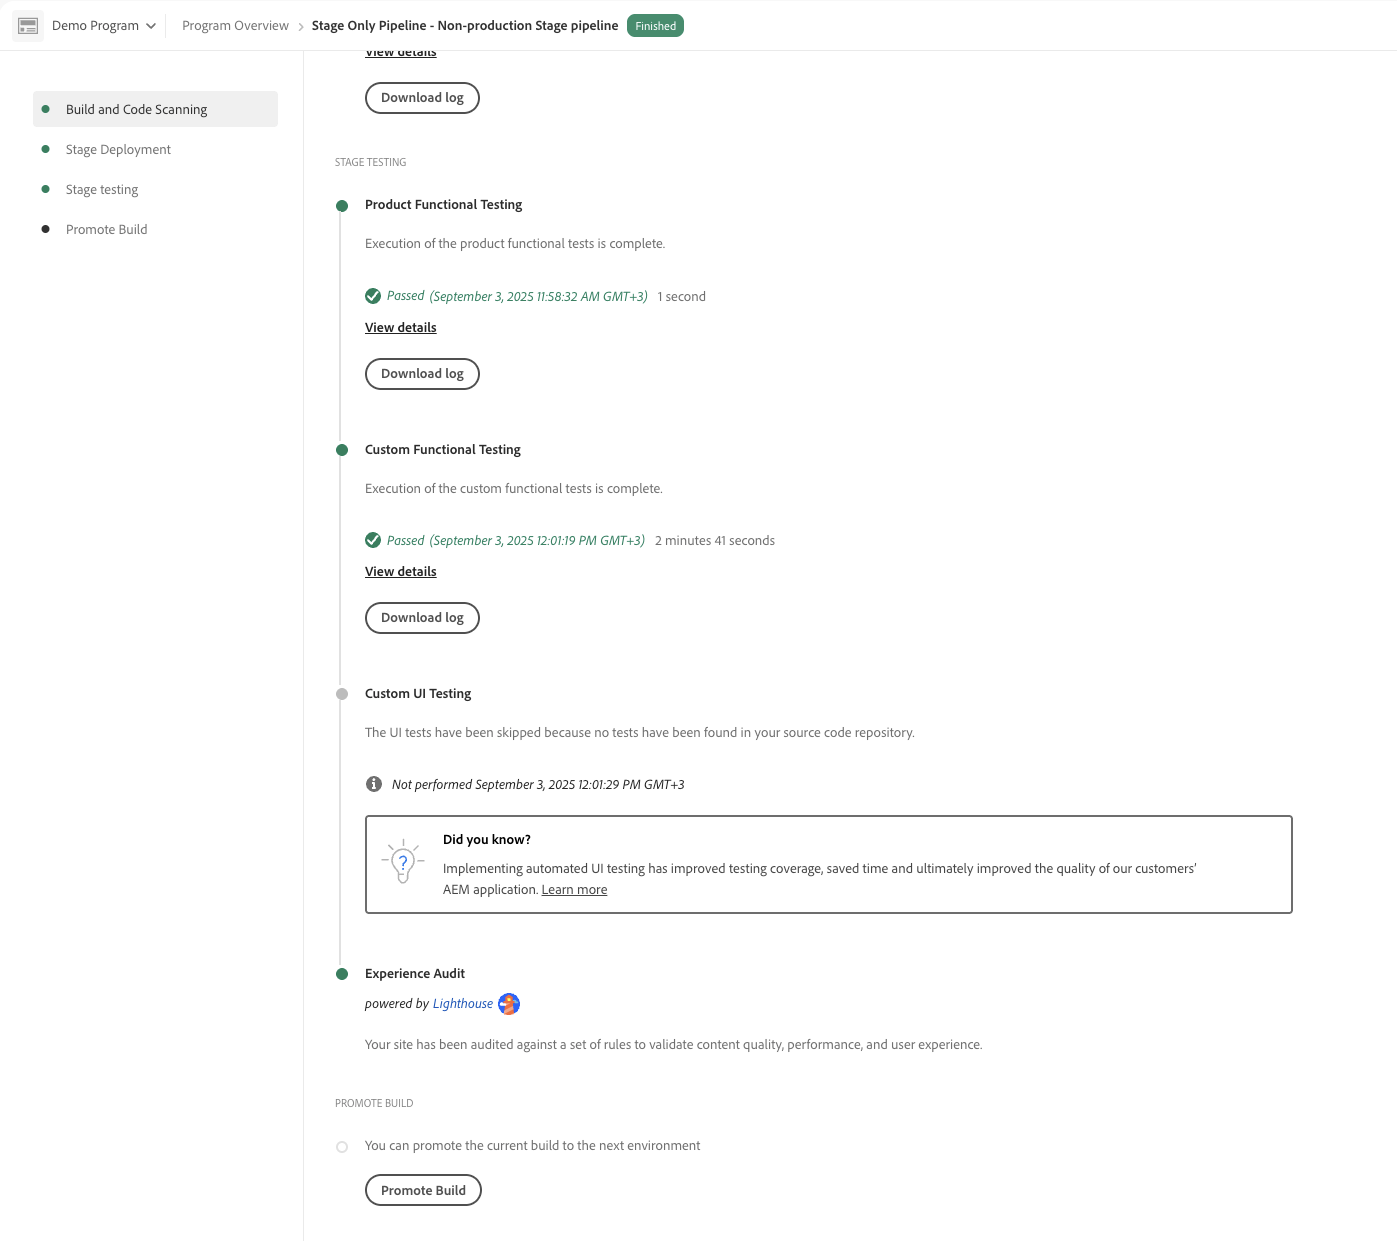 Demo Program
Program Overview
Stage Only Pipeline - Non-production Stage pipeline
Finished
Build and Code Scanning
Stage Deployment
Stage testing
Promote Build
View details
Download log
STAGE TESTING
Product Functional Testing
Execution of the product functional tests is complete.
Passed (September 3, 2025 11:58:32 AM GMT+3) 1 second
View details
Download log
Custom Functional Testing
Execution of the custom functional tests is complete.
Passed (September 3, 2025 12:01:19 PM GMT+3) 2 minutes 41 seconds
View details
Download log
Custom UI Testing
The UI tests have been skipped because no tests have been found in your source code repository.
Not performed September 3, 2025 12:01:29 PM GMT+3
Did you know?
Implementing automated UI testing has improved testing coverage, saved time and ultimately improved the quality of our customers'
AEM application. Learn more
Experience Audit
powered by Lighthouse
Your site has been audited against a set of rules to validate content quality, performance, and user experience.
PROMOTE BUILD
You can promote the current build to the next environment
Promote Build